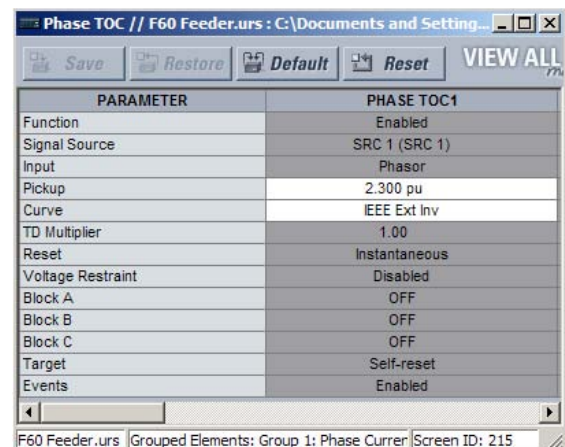 Phase TOC // F60 Feeder.urs : C:\Documents and Setting...
Save Restore Default Reset VIEW ALL
PARAMETER PHASE TOC1
Function Enabled
Signal Source SRC 1 (SRC 1)
Input Phasor
Pickup 2.300 pu
Curve IEEE Ext Inv
TD Multiplier 1.00
Reset Instantaneous
Voltage Restraint Disabled
Block A OFF
Block B OFF
Block C OFF
Target Self-reset
Events Enabled
F60 Feeder.urs Grouped Elements: Group 1: Phase Currer Screen ID: 215